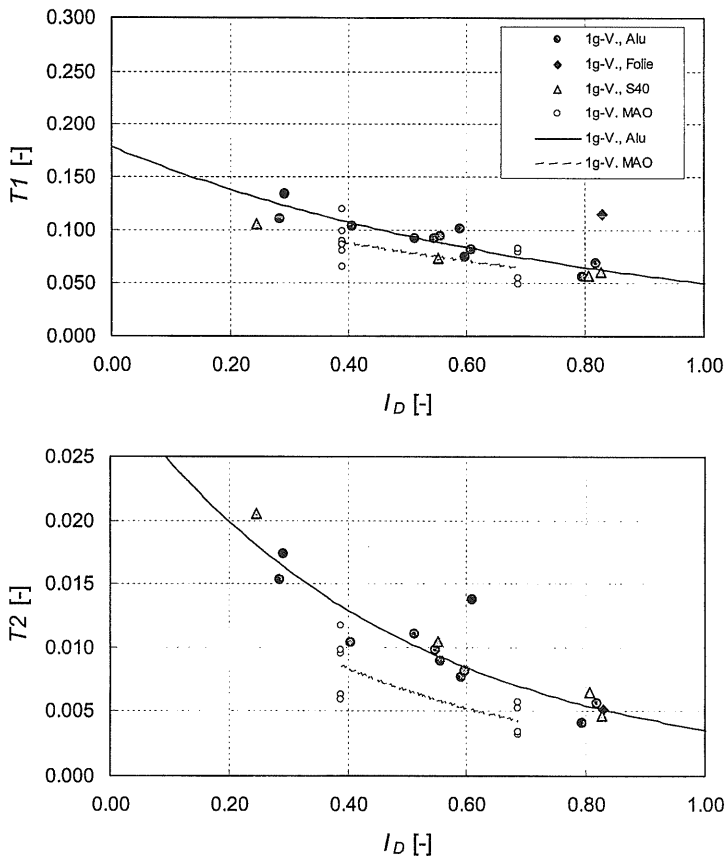 0.300
0.250
0.200
0.150
0.100
0.050
0.000
T1 [-]
1g-V., Alu
1g-V., Folie
1g-V., S40
1g-V. MAO
1g-V., Alu
1g-V. MAO
0.00 0.20 0.40 0.60 0.80 1.00
I_D [-]
0.025
0.020
0.015
0.010
0.005
0.000
T2 [-]
0.00 0.20 0.40 0.60 0.80 1.00
I_D [-]